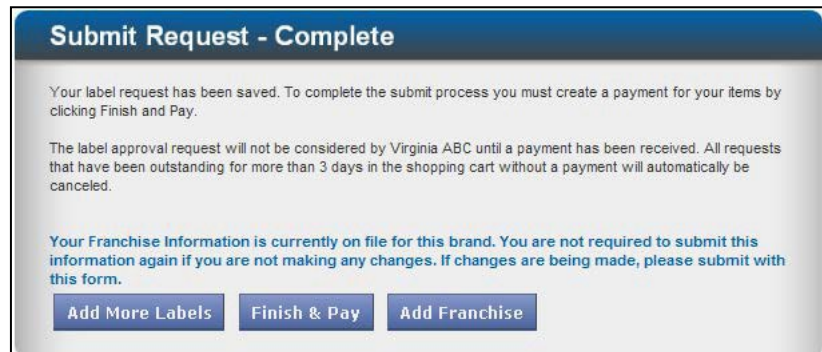 Submit Request - Complete
Your label request has been saved. To complete the submit process you must create a payment for your items by
clicking Finish and Pay.
The label approval request will not be considered by Virginia ABC until a payment has been received. All requests
that have been outstanding for more than 3 days in the shopping cart without a payment will automatically be
canceled.
Your Franchise Information is currently on file for this brand. You are not required to submit this
information again if you are not making any changes. If changes are being made, please submit with
this form.
Add More Labels Finish & Pay Add Franchise